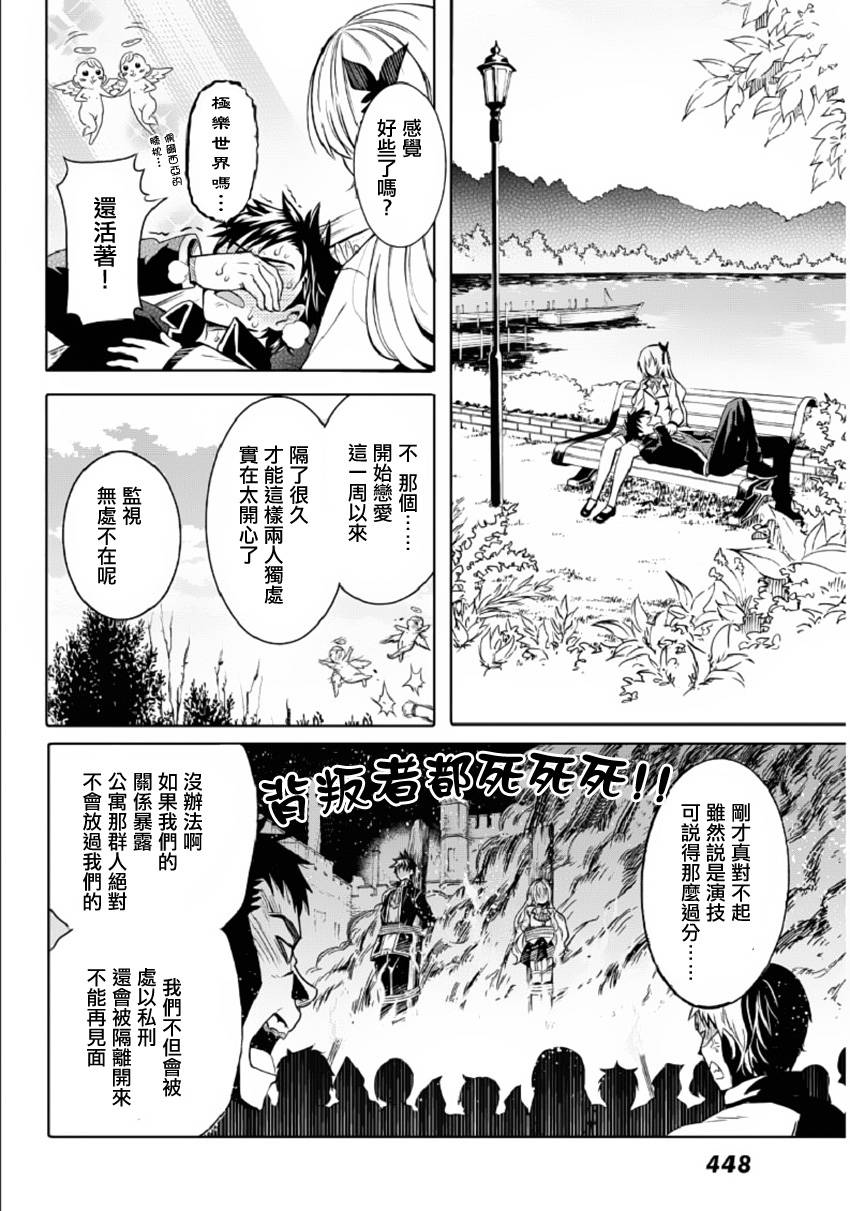 感覺
好些了嗎？
極樂世界嗎…
佩爾西亞的
膝枕…
還活著！
不 那個……
開始戀愛
這一周以來
隔了很久
才能這樣兩人獨處
實在太開心了
監視
無處不在呢
背叛者都死死死!!
剛才真對不起
雖然說是演技
可說得那麼過分……
沒辦法啊
如果我們的
關係暴露
公寓那群人絕對
不會放過我們的
我們不但會被
處以私刑
還會被隔離開來
不能再見面
448